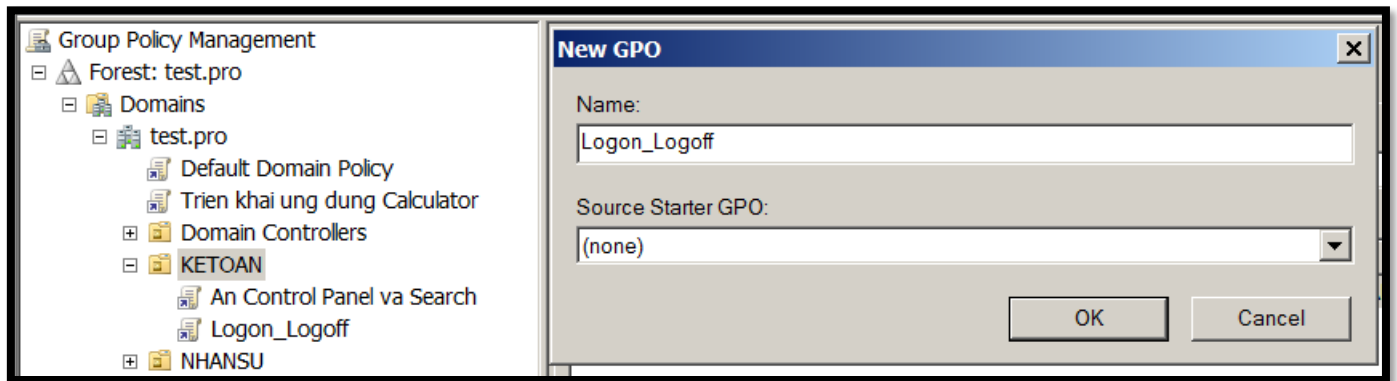 Group Policy Management
Forest: test.pro
Domains
test.pro
Default Domain Policy
Trien khai ung dung Calculator
Domain Controllers
KETOAN
An Control Panel va Search
Logon_Logoff
NHANSU
New GPO
Name:
Logon_Logoff
Source Starter GPO:
(none)
OK Cancel